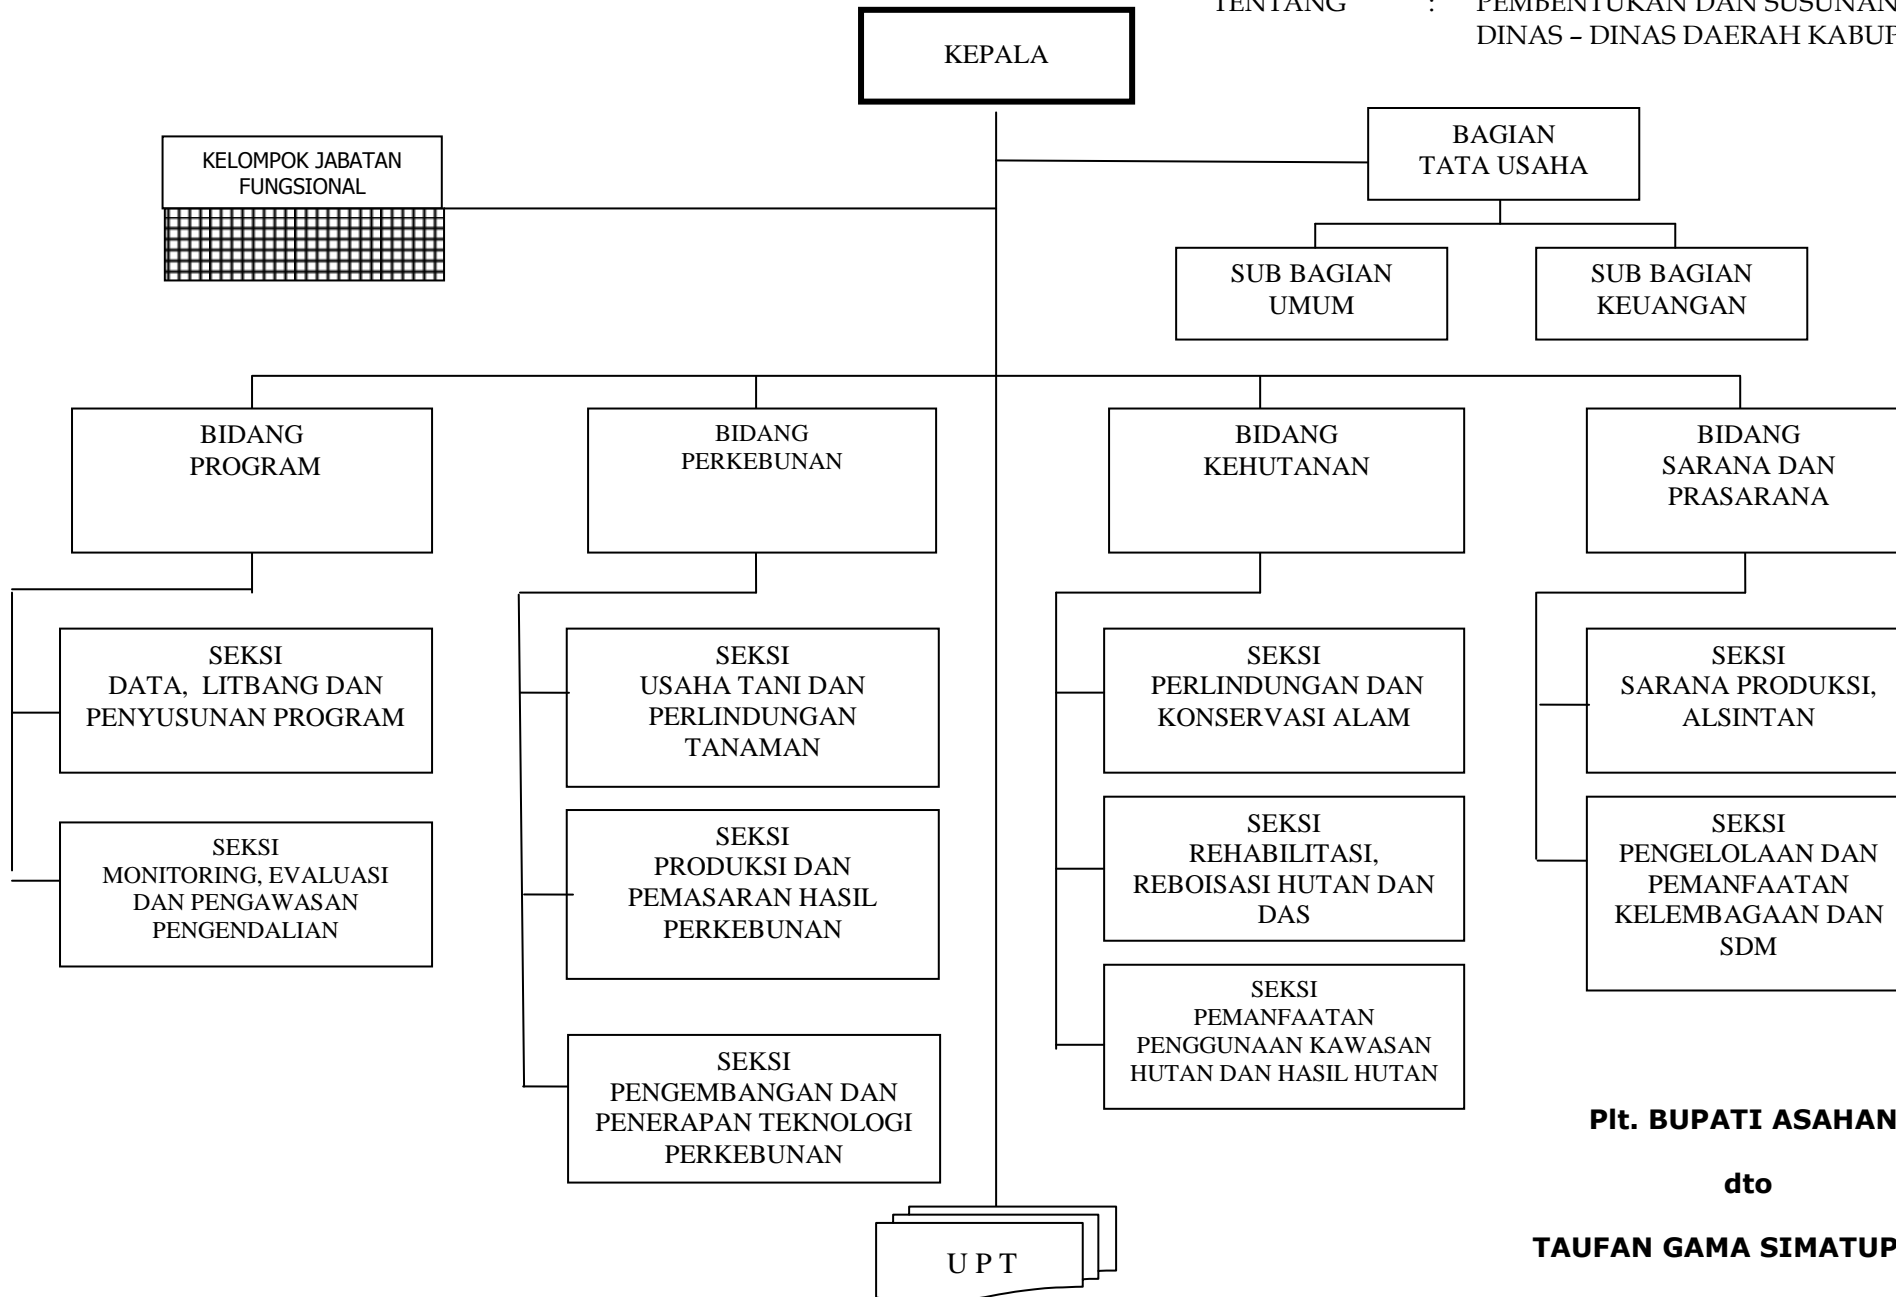 TENTANG : PEMBENTUKAN DAN SUSUNAN
DINAS – DINAS DAERAH
KEPALA
BAGIAN
TATA USAHA
KELOMPOK JABATAN
FUNGSIONAL
SUB BAGIAN
UMUM
SUB BAGIAN
KEUANGAN
BIDANG
PROGRAM
BIDANG
PERKEBUNAN
BIDANG
KEHUTANAN
BIDANG
SARANA DAN
PRASARANA
SEKSI
DATA, LITBANG DAN
PENYUSUNAN PROGRAM
SEKSI
MONITORING, EVALUASI
DAN PENGAWASAN
PENGENDALIAN
SEKSI
USAHA TANI DAN
PERLINDUNGAN
TANAMAN
SEKSI
PRODUKSI DAN
PEMASARAN HASIL
PERKEBUNAN
SEKSI
PENGEMBANGAN DAN
PENERAPAN TEKNOLOGI
PERKEBUNAN
SEKSI
PERLINDUNGAN DAN
KONSERVASI ALAM
SEKSI
REHABILITASI,
REBOISASI HUTAN DAN
DAS
SEKSI
PEMANFAATAN
PENGGUNAAN KAWASAN
HUTAN DAN HASIL HUTAN
SEKSI
SARANA PRODUKSI,
ALSINTAN
SEKSI
PENGELOLAAN DAN
PEMANFAATAN
KELEMBAGAAN DAN
SDM
U P T
Plt. BUPATI ASAHAN
dto
TAUFAN GAMA